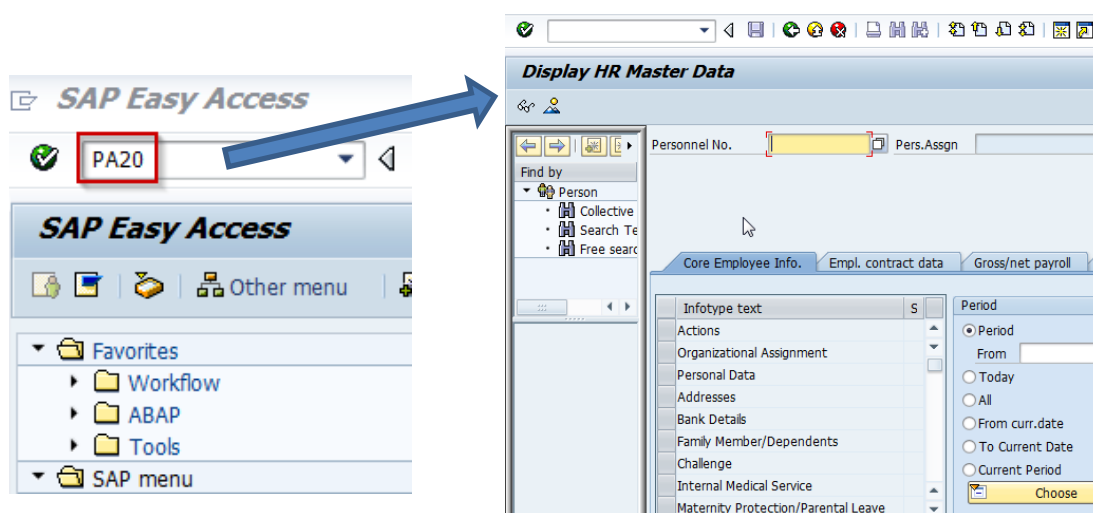 SAP Easy Access
PA20
SAP Easy Access
Other menu
Favorites
Workflow
ABAP
Tools
SAP menu
Display HR Master Data
Personnel No.
Pers.Assgn
Find by
Person
Collective
Search Te
Free searc
Core Employee Info.
Empl. contract data
Gross/net payroll
Infotype text
S
Actions
Organizational Assignment
Personal Data
Addresses
Bank Details
Family Member/Dependents
Challenge
Internal Medical Service
Maternity Protection/Parental Leave
Period
Period
From
Today
All
From curr.date
To Current Date
Current Period
Choose